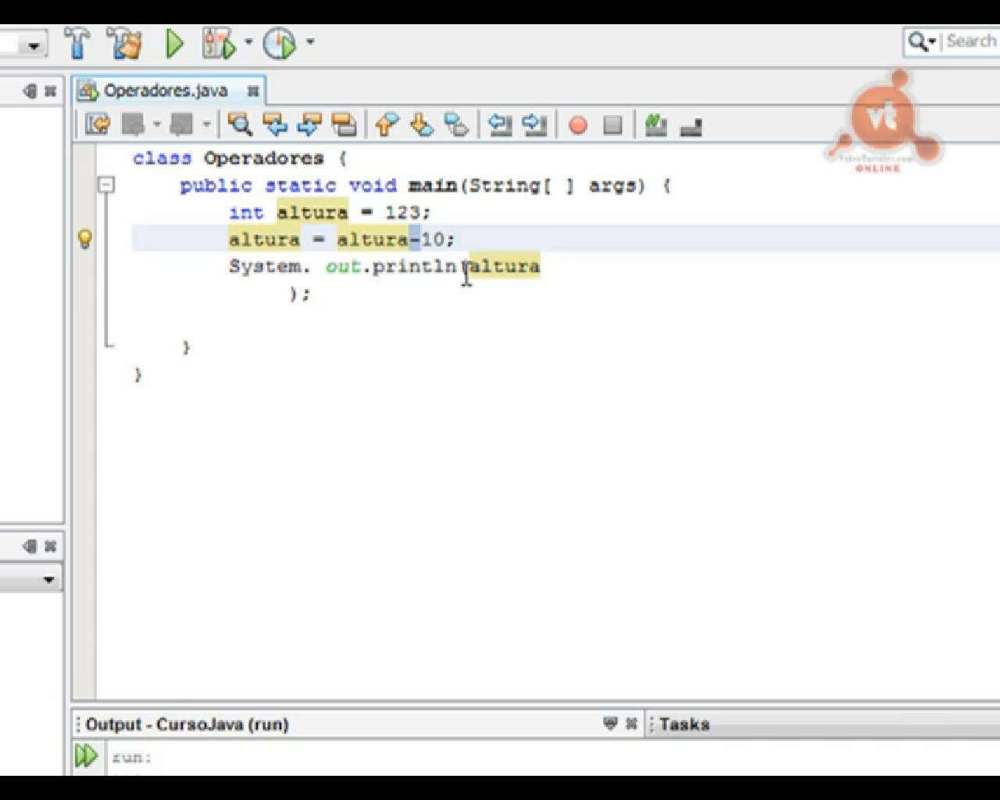 Search
Operadores.java
vt
ONLINE
class Operadores {
public static void main(String[ ] args) {
int altura = 123;
altura = altura-10;
System. out.println(altura
);
}
}
Output - CursoJava (run)
Tasks
run: